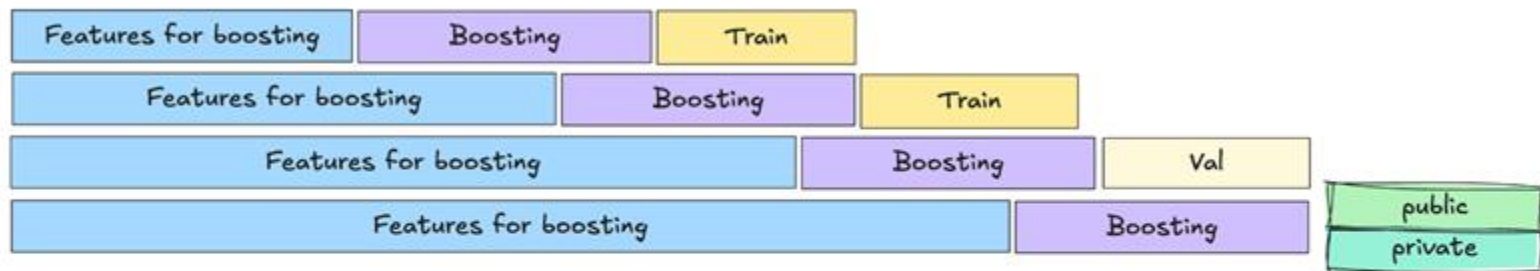 Features for boosting Boosting Train
Features for boosting Boosting Train
Features for boosting Boosting Val
Features for boosting Boosting
public
private